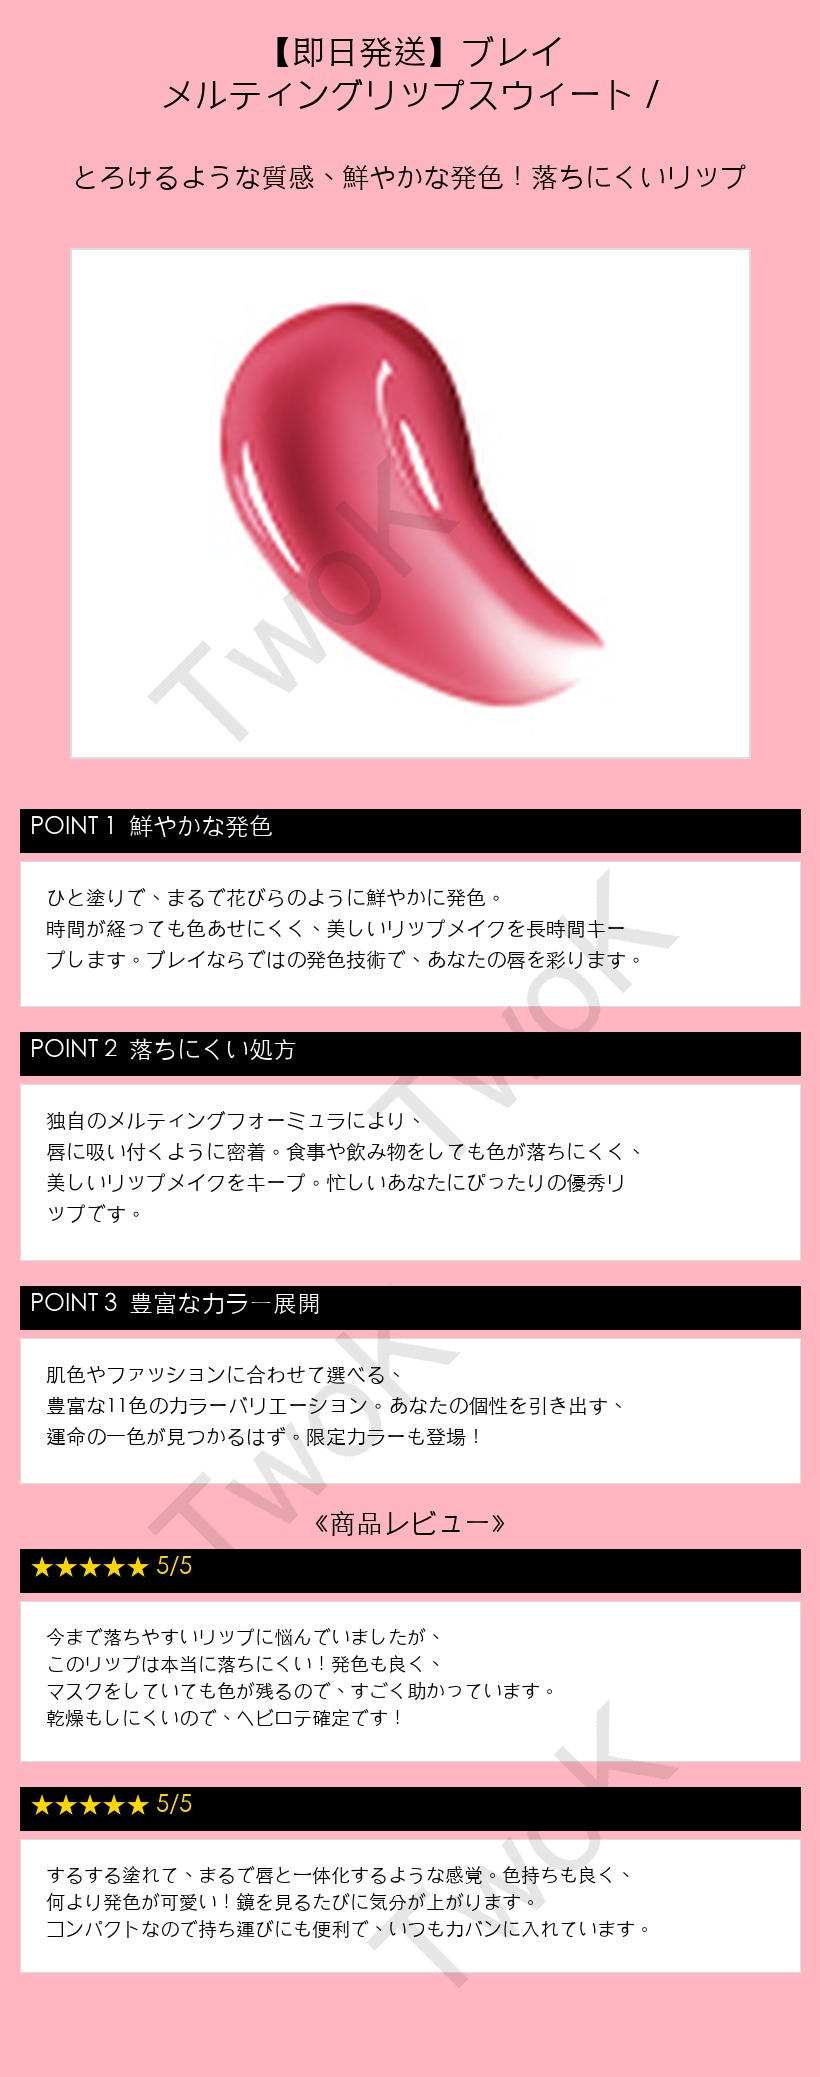 【即日発送】ブレイ
メルティングリップスウィート /
とろけるような質感、鮮やかな発色！落ちにくいリップ
TwoK
POINT 1 鮮やかな発色
ひと塗りで、まるで花びらのように鮮やかに発色。
時間が経っても色あせにくく、美しいリップメイクを長時間キー
プします。ブレイならではの発色技術で、あなたの唇を彩ります。
TwoK
POINT 2 落ちにくい処方
独自のメルティングフォーミュラにより、
唇に吸い付くように密着。食事や飲み物をしても色が落ちにくく、
美しいリップメイクをキープ。忙しいあなたにぴったりの優秀リ
ップです。
POINT 3 豊富なカラー展開
肌色やファッションに合わせて選べる、
豊富な11色のカラーバリエーション。あなたの個性を引き出す、
運命の一色が見つかるはず。限定カラーも登場！
TwoK
《商品レビュー》
★★★★★ 5/5
今まで落ちやすいリップに悩んでいましたが、
このリップは本当に落ちにくい！発色も良く、
マスクをしていても色が残るので、すごく助かっています。
乾燥もしにくいので、ヘビロテ確定です！
★★★★★ 5/5
するする塗れて、まるで唇と一体化するような感覚。色持ちも良く、
何より発色が可愛い！鏡を見るたびに気分が上がります。
コンパクトなので持ち運びにも便利で、いつもカバンに入れています。
TwoK